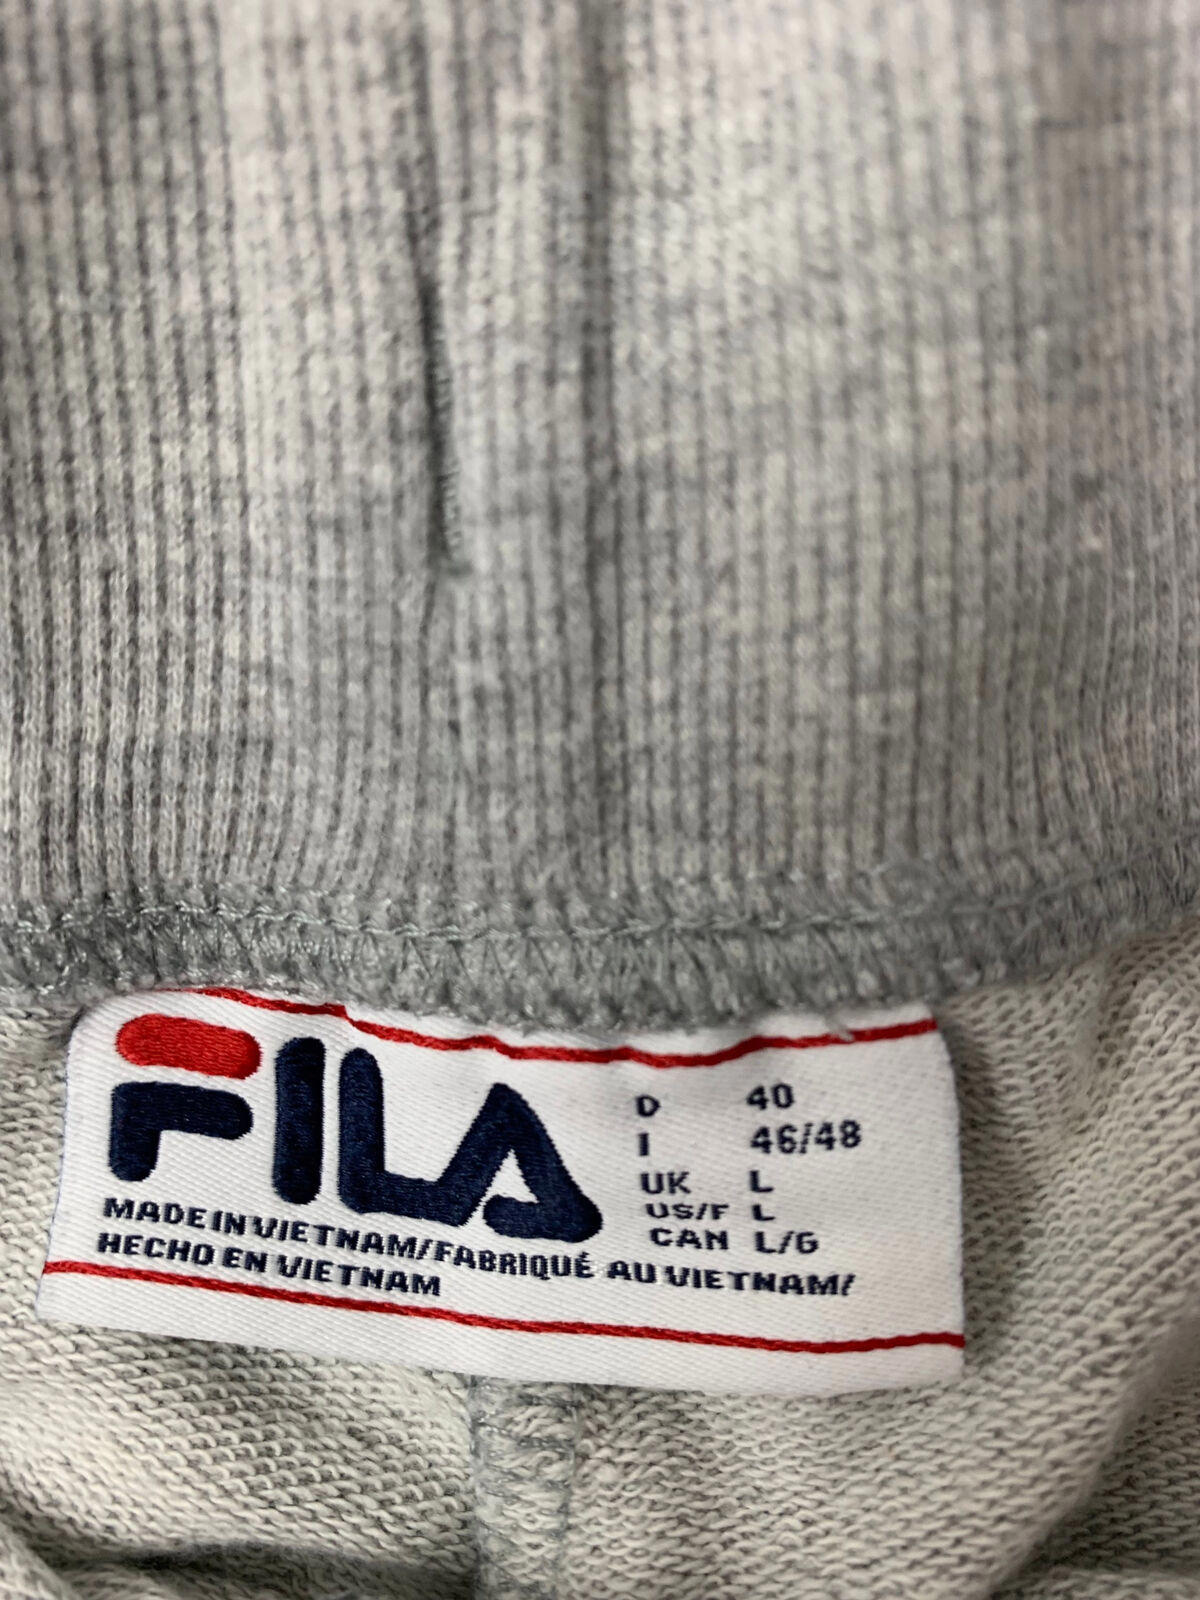 FILA
D 40
I 46/48
UK L
US/F L
CAN L/G
MADE IN VIETNAM/FABRIQUÉ AU VIETNAM/
HECHO EN VIETNAM